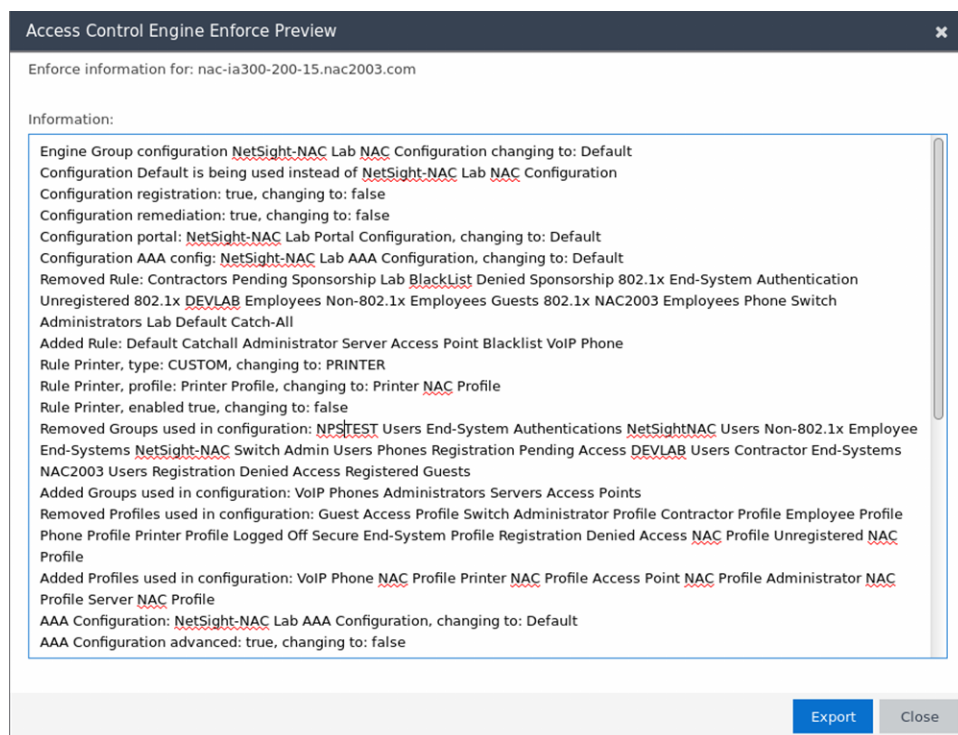 Access Control Engine Enforce Preview
Enforce information for: nac-ia300-200-15.nac2003.com
Information:
Engine Group configuration NetSight-NAC Lab NAC Configuration changing to: Default
Configuration Default is being used instead of NetSight-NAC Lab NAC Configuration
Configuration registration: true, changing to: false
Configuration remediation: true, changing to: false
Configuration portal: NetSight-NAC Lab Portal Configuration, changing to: Default
Configuration AAA config: NetSight-NAC Lab AAA Configuration, changing to: Default
Removed Rule: Contractors Pending Sponsorship Lab BlackList Denied Sponsorship 802.1x End-System Authentication
Unregistered 802.1x DEVLAB Employees Non-802.1x Employees Guests 802.1x NAC2003 Employees Phone Switch
Administrators Lab Default Catch-All
Added Rule: Default Catchall Administrator Server Access Point Blacklist VoIP Phone
Rule Printer, type: CUSTOM, changing to: PRINTER
Rule Printer, profile: Printer Profile, changing to: Printer NAC Profile
Rule Printer, enabled true, changing to: false
Removed Groups used in configuration: NPSTEST Users End-System Authentications NetSightNAC Users Non-802.1x Employee
End-Systems NetSight-NAC Switch Admin Users Phones Registration Pending Access DEVLAB Users Contractor End-Systems
NAC2003 Users Registration Denied Access Registered Guests
Added Groups used in configuration: VoIP Phones Administrators Servers Access Points
Removed Profiles used in configuration: Guest Access Profile Switch Administrator Profile Contractor Profile Employee Profile
Phone Profile Printer Profile Logged Off Secure End-System Profile Registration Denied Access NAC Profile Unregistered NAC
Profile
Added Profiles used in configuration: VoIP Phone NAC Profile Printer NAC Profile Access Point NAC Profile Administrator NAC
Profile Server NAC Profile
AAA Configuration: NetSight-NAC Lab AAA Configuration, changing to: Default
AAA Configuration advanced: true, changing to: false
Export Close